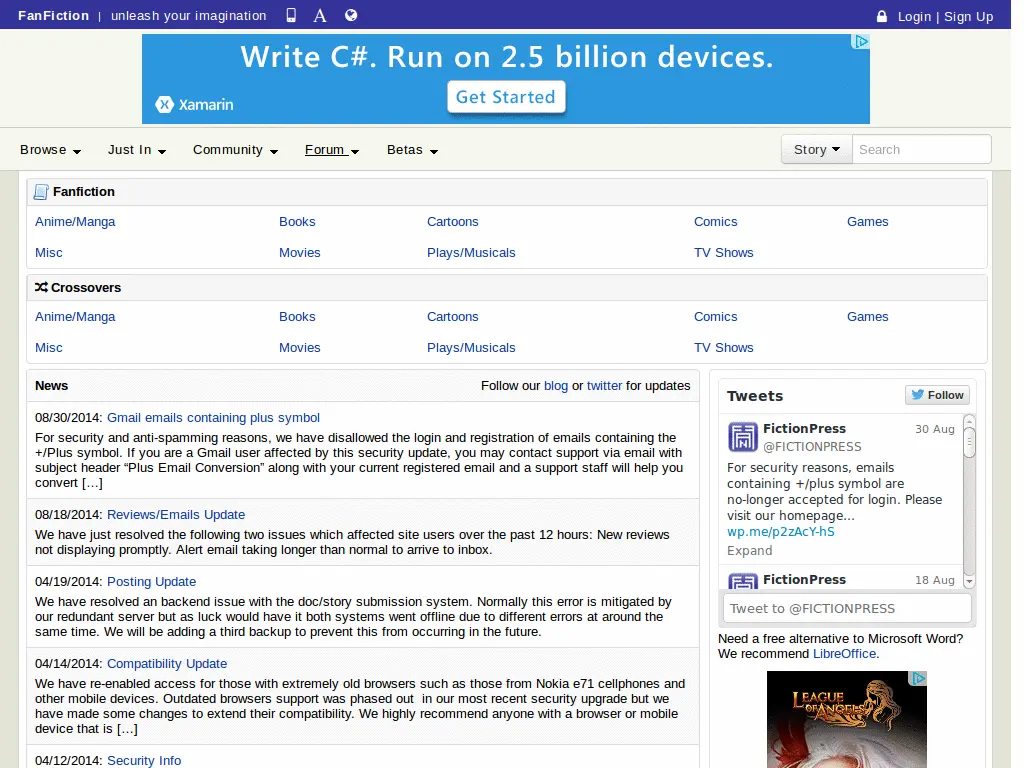 FanFiction | unleash your imagination A Login | Sign Up
Write C#. Run on 2.5 billion devices.
Xamarin Get Started
Browse Just In Community Forum Betas Story Search
Fanfiction
Anime/Manga Books Cartoons Comics Games
Misc Movies Plays/Musicals TV Shows
Crossovers
Anime/Manga Books Cartoons Comics Games
Misc Movies Plays/Musicals TV Shows
News Follow our blog or twitter for updates
08/30/2014: Gmail emails containing plus symbol
For security and anti-spamming reasons, we have disallowed the login and registration of emails containing the
+/Plus symbol. If you are a Gmail user affected by this security update, you may contact support via email with
subject header “Plus Email Conversion” along with your current registered email and a support staff will help you
convert […]
08/18/2014: Reviews/Emails Update
We have just resolved the following two issues which affected site users over the past 12 hours: New reviews
not displaying promptly. Alert email taking longer than normal to arrive to inbox.
04/19/2014: Posting Update
We have resolved an backend issue with the doc/story submission system. Normally this error is mitigated by
our redundant server but as luck would have it both systems went offline due to different errors at around the
same time. We will be adding a third backup to prevent this from occurring in the future.
04/14/2014: Compatibility Update
We have re-enabled access for those with extremely old browsers such as those from Nokia e71 cellphones and
other mobile devices. Outdated browsers support was phased out in our most recent security upgrade but we
have made some changes to extend their compatibility. We highly recommend anyone with a browser or mobile
device that is […]
04/12/2014: Security Info
Tweets Follow
FictionPress 30 Aug
@FICTIONPRESS
For security reasons, emails
containing +/plus symbol are
no-longer accepted for login. Please
visit our homepage...
wp.me/p2zAcY-hS
Expand
FictionPress 18 Aug
Tweet to @FICTIONPRESS
Need a free alternative to Microsoft Word?
We recommend LibreOffice.
LEAGUE
OF ANGELS